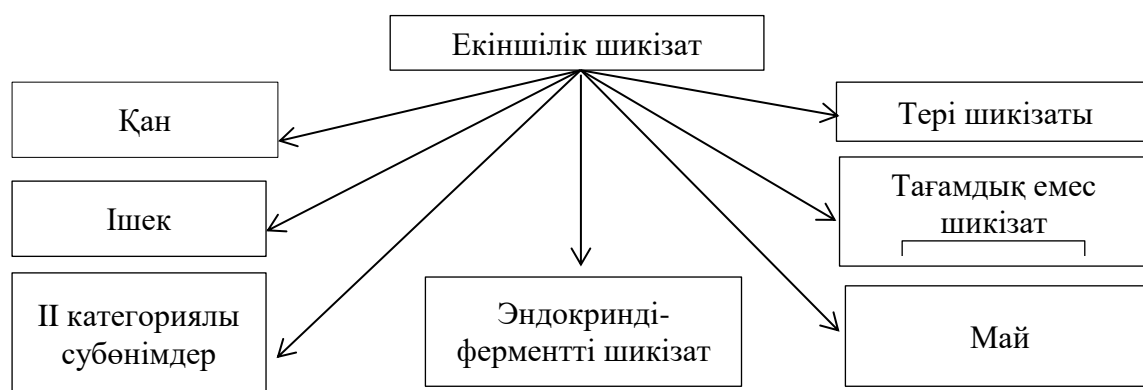 Екіншілік шикізат
Қан
Тері шикізаты
Ішек
Тағамдық емес
шикізат
II категориялы
субөнімдер
Эндокринді-
ферментті шикізат
Май